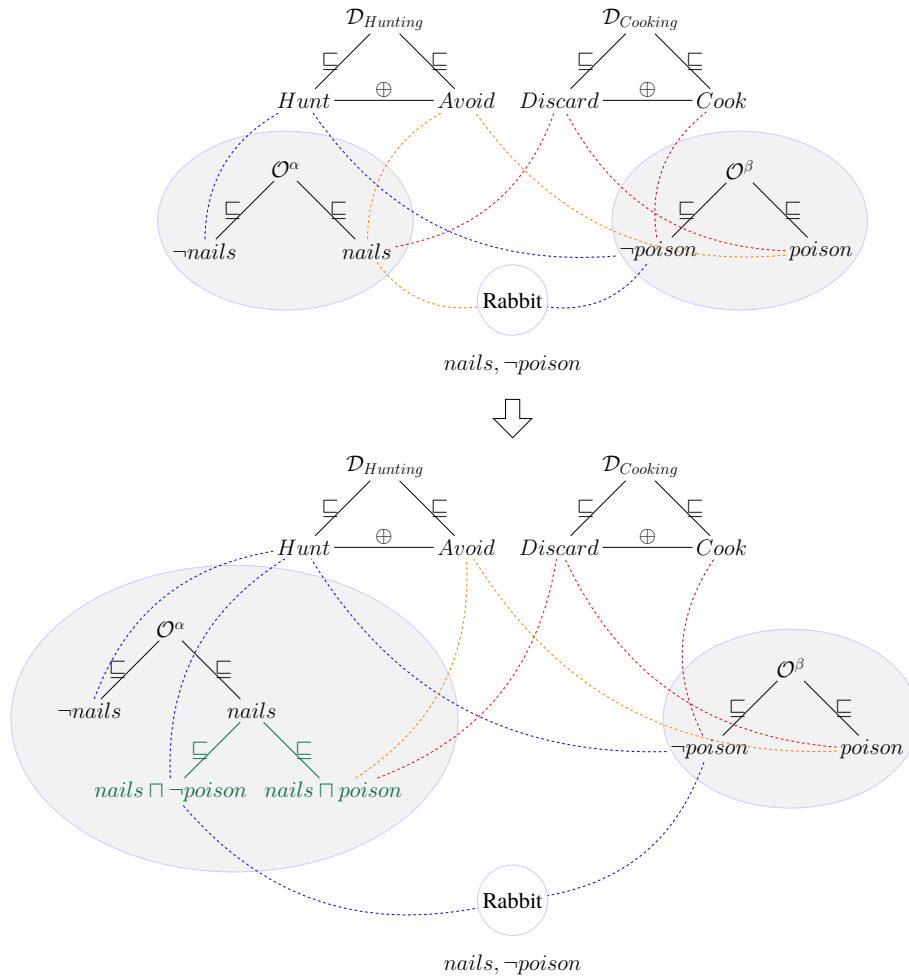 𝒟_Hunting 𝒟_Cooking
⊑ ⊑ ⊑ ⊑
Hunt ⊕ Avoid Discard ⊕ Cook
𝒪^α 𝒪^β
⊑ ⊑ ⊑ ⊑
¬nails nails ¬poison poison
Rabbit
nails, ¬poison
𝒟_Hunting 𝒟_Cooking
⊑ ⊑ ⊑ ⊑
Hunt ⊕ Avoid Discard ⊕ Cook
𝒪^α 𝒪^β
⊑ ⊑ ⊑ ⊑
¬nails nails ¬poison poison
⊑ ⊑
nails ⊓ ¬poison nails ⊓ poison
Rabbit
nails, ¬poison